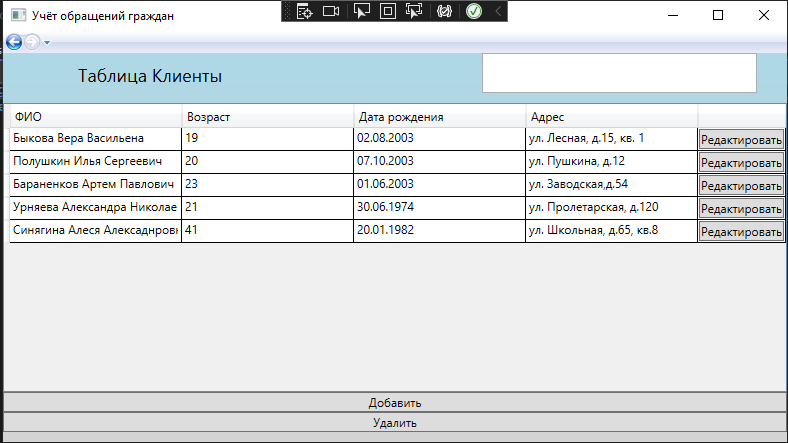 Учёт обращений граждан
Таблица Клиенты
ФИО Возраст Дата рождения Адрес
Быкова Вера Васильена 19 02.08.2003 ул. Лесная, д.15, кв. 1 Редактировать
Полушкин Илья Сергеевич 20 07.10.2003 ул. Пушкина, д.12 Редактировать
Бараненков Артем Павлович 23 01.06.2003 ул. Заводская,д.54 Редактировать
Урняева Александра Николае 21 30.06.1974 ул. Пролетарская, д.120 Редактировать
Синягина Алеся Алексаднров 41 20.01.1982 ул. Школьная, д.65, кв.8 Редактировать
Добавить
Удалить